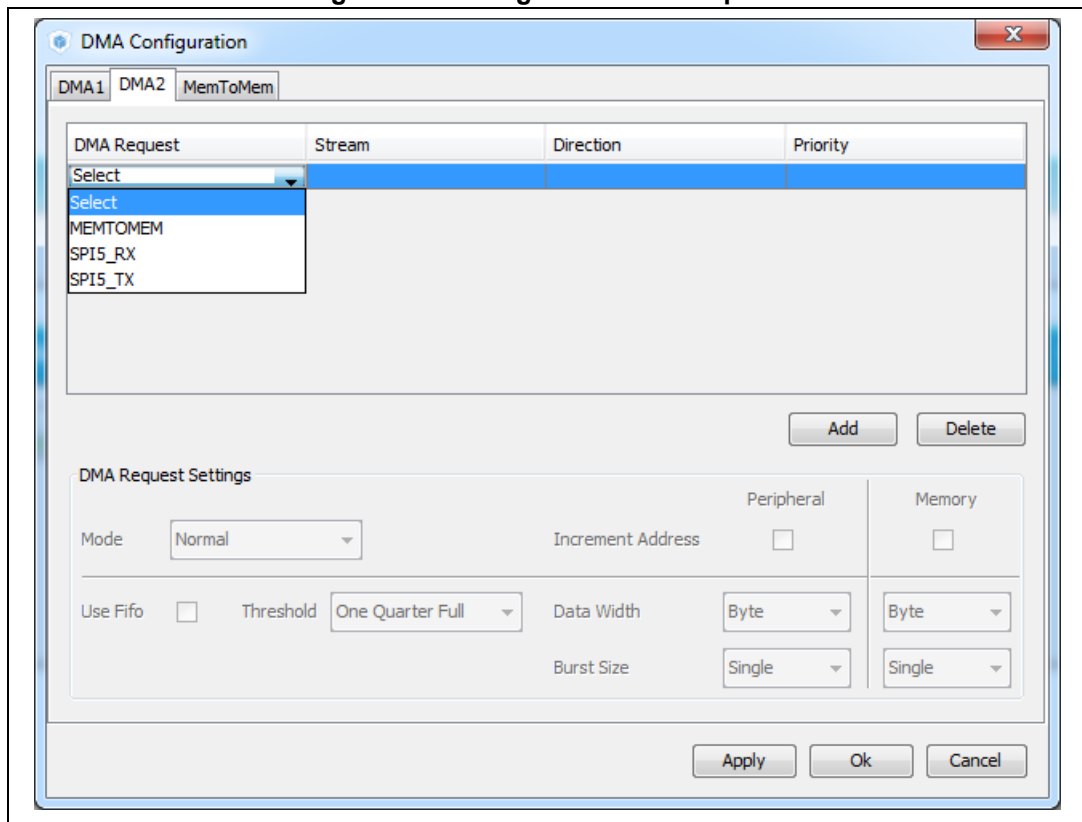 DMA Configuration
X
DMA1 DMA2 MemToMem
DMA Request Stream Direction Priority
Select
Select
MEMTOMEM
SPI5_RX
SPI5_TX
Add Delete
DMA Request Settings
Peripheral Memory
Mode Normal Increment Address
Use Fifo Threshold One Quarter Full Data Width Byte Byte
Burst Size Single Single
Apply Ok Cancel